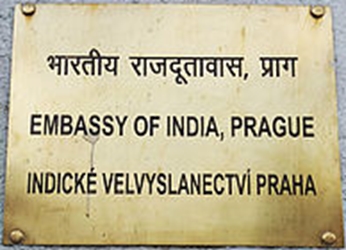 भारतीय राजदूतावास, प्राग
EMBASSY OF INDIA, PRAGUE
INDICKÉ VELVYSLANECTVÍ PRAHA